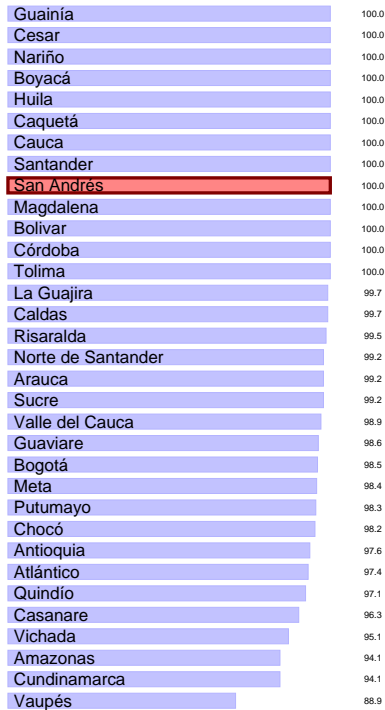 Guainía 100.0
Cesar 100.0
Nariño 100.0
Boyacá 100.0
Huila 100.0
Caquetá 100.0
Cauca 100.0
Santander 100.0
San Andrés 100.0
Magdalena 100.0
Bolivar 100.0
Córdoba 100.0
Tolima 100.0
La Guajira 99.7
Caldas 99.7
Risaralda 99.5
Norte de Santander 99.2
Arauca 99.2
Sucre 99.2
Valle del Cauca 98.9
Guaviare 98.6
Bogotá 98.5
Meta 98.4
Putumayo 98.3
Chocó 98.2
Antioquia 97.6
Atlántico 97.4
Quindío 97.1
Casanare 96.3
Vichada 95.1
Amazonas 94.1
Cundinamarca 94.1
Vaupés 88.9